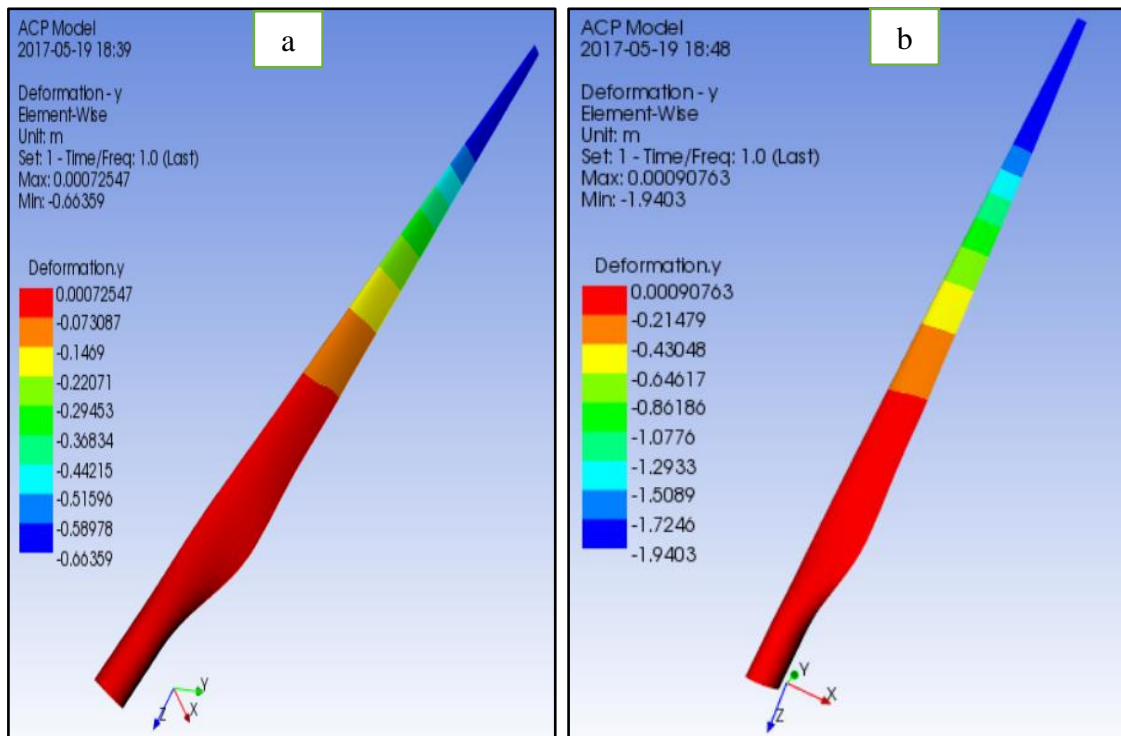 a
ACP Model
2017-05-19 18:39
Deformation - y
Element-Wise
Unit: m
Set: 1 - Time/Freq: 1.0 (Last)
Max: 0.00072547
Min: -0.66359
Deformation.y
0.00072547
-0.073087
-0.1469
-0.22071
-0.29453
-0.36834
-0.44215
-0.51596
-0.58978
-0.66359
Y
Z
X
b
ACP Model
2017-05-19 18:48
Deformation - y
Element-Wise
Unit: m
Set: 1 - Time/Freq: 1.0 (Last)
Max: 0.00090763
Min: -1.9403
Deformation.y
0.00090763
-0.21479
-0.43048
-0.64617
-0.86186
-1.0776
-1.2933
-1.5089
-1.7246
-1.9403
Y
X
Z